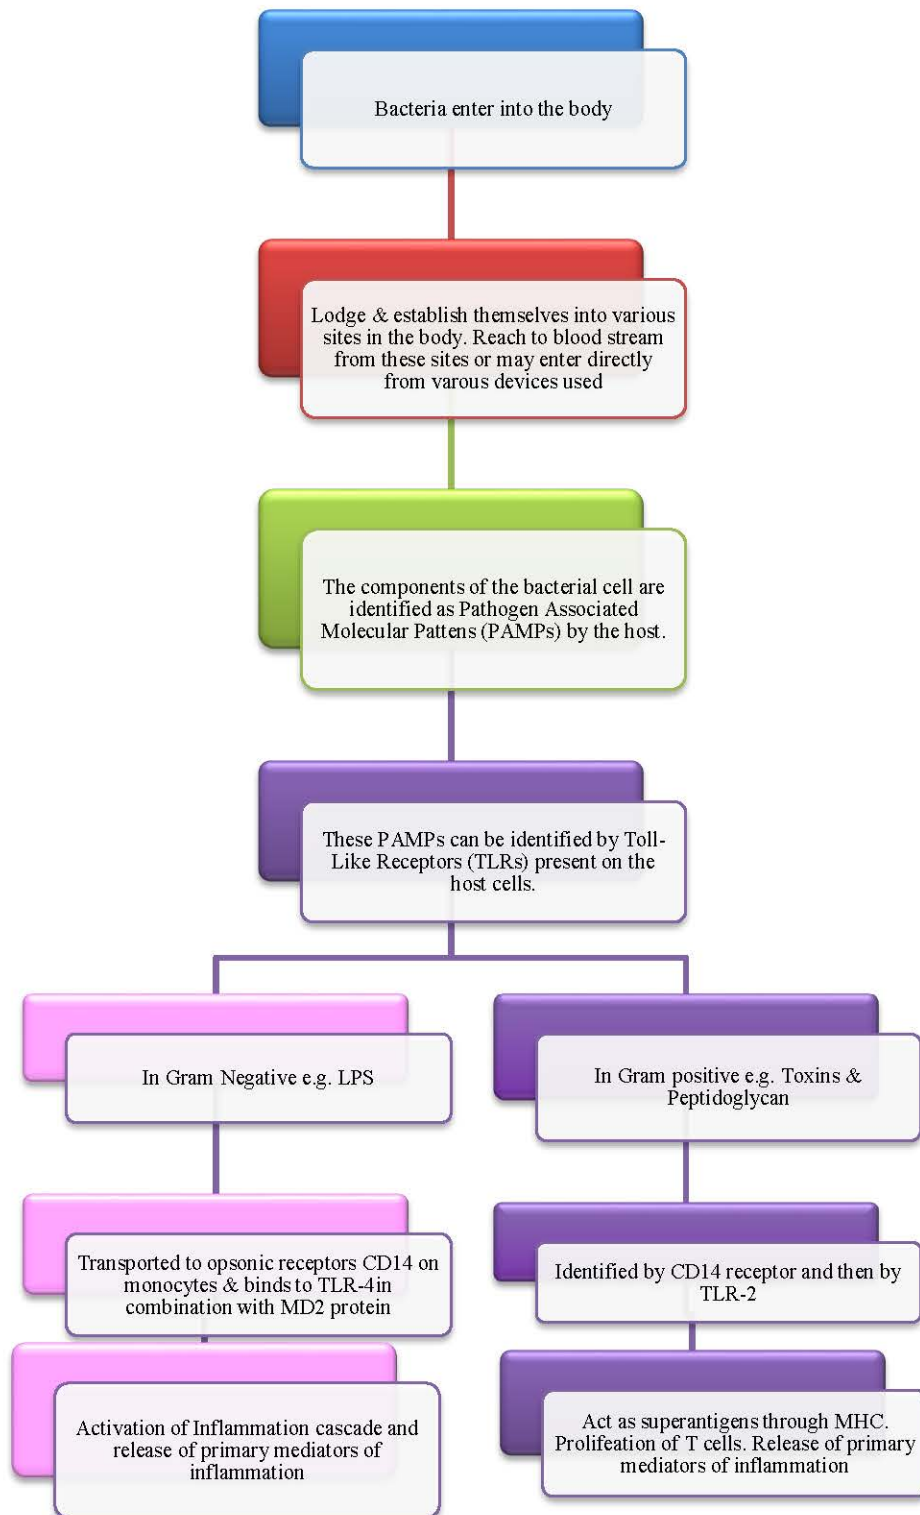 Bacteria enter into the body
Lodge & establish themselves into various
sites in the body. Reach to blood stream
from these sites or may enter directly
from varous devices used
The components of the bacterial cell are
identified as Pathogen Associated
Molecular Pattens (PAMPs) by the host.
These PAMPs can be identified by Toll-
Like Receptors (TLRs) present on the
host cells.
In Gram Negative e.g. LPS
In Gram positive e.g. Toxins &
Peptidoglycan
Transported to opsonic receptors CD14 on
monocytes & binds to TLR-4in
combination with MD2 protein
Identified by CD14 receptor and then by
TLR-2
Activation of Inflammation cascade and
release of primary mediators of
inflammation
Act as superantigens through MHC.
Prolifeation of T cells. Release of primary
mediators of inflammation